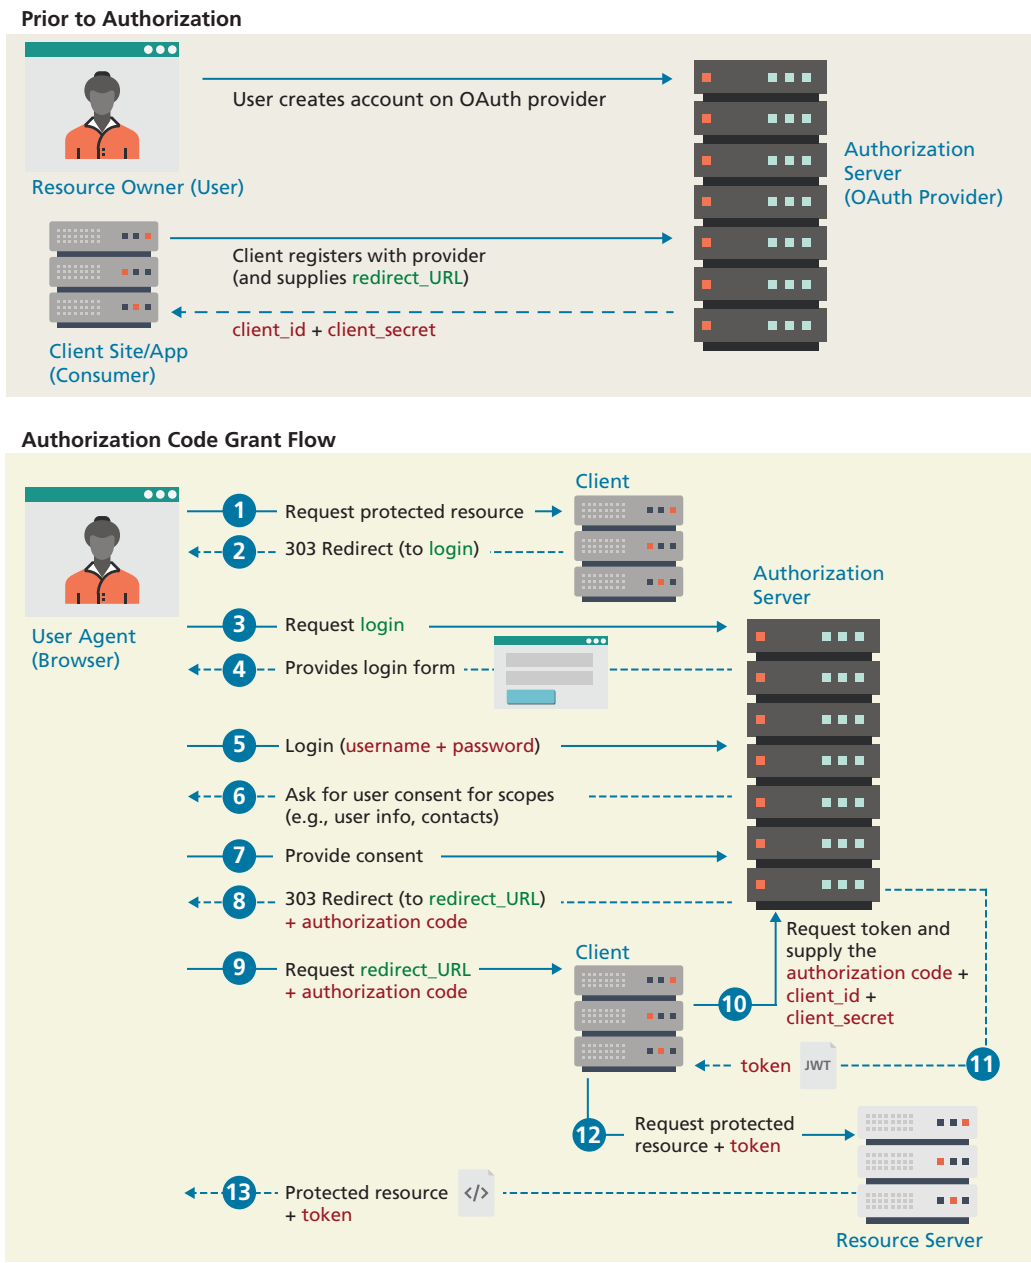 Prior to Authorization
User creates account on OAuth provider
Resource Owner (User)
Authorization
Server
(OAuth Provider)
Client registers with provider
(and supplies redirect_URL)
client_id + client_secret
Client Site/App
(Consumer)
Authorization Code Grant Flow
Client
1 Request protected resource
2 303 Redirect (to login)
Authorization
Server
User Agent
(Browser)
3 Request login
4 Provides login form
5 Login (username + password)
6 Ask for user consent for scopes
(e.g., user info, contacts)
7 Provide consent
8 303 Redirect (to redirect_URL)
+ authorization code
9 Request redirect_URL
+ authorization code
Client
10
Request token and
supply the
authorization code +
client_id +
client_secret
token JWT 11
12 Request protected
resource + token
13 Protected resource </>
+ token
Resource Server